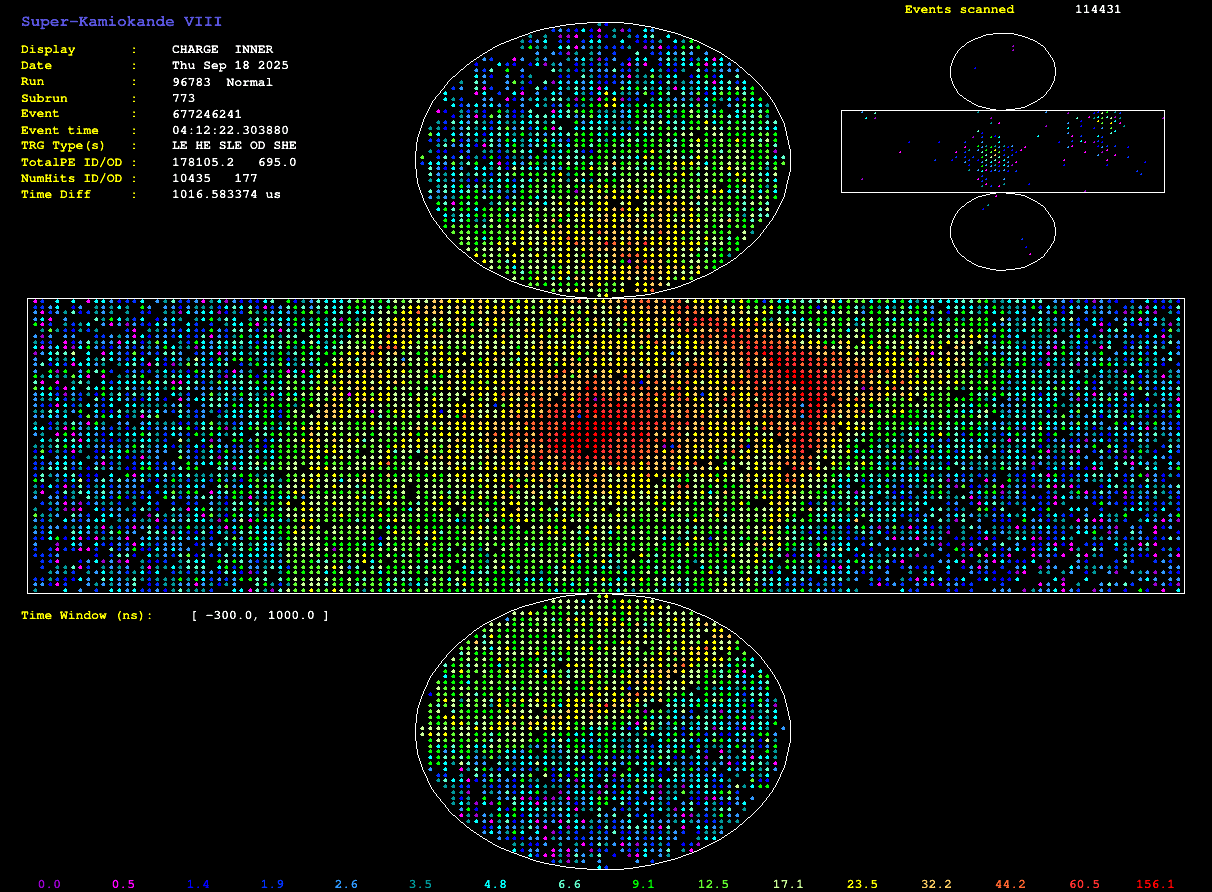 Super-Kamiokande VIII
Display : CHARGE INNER
Date : Thu Sep 18 2025
Run : 96783 Normal
Subrun : 773
Event : 677246241
Event time : 04:12:22.303880
TRG Type(s) : LE HE SLE OD SHE
TotalPE ID/OD : 178105.2 695.0
NumHits ID/OD : 10435 177
Time Diff : 1016.583374 us
Events scanned 114431
Time Window (ns): [ -300.0, 1000.0 ]
0.0 0.5 1.4 1.9 2.6 3.5 4.8 6.6 9.1 12.5 17.1 23.5 32.2 44.2 60.5 156.1